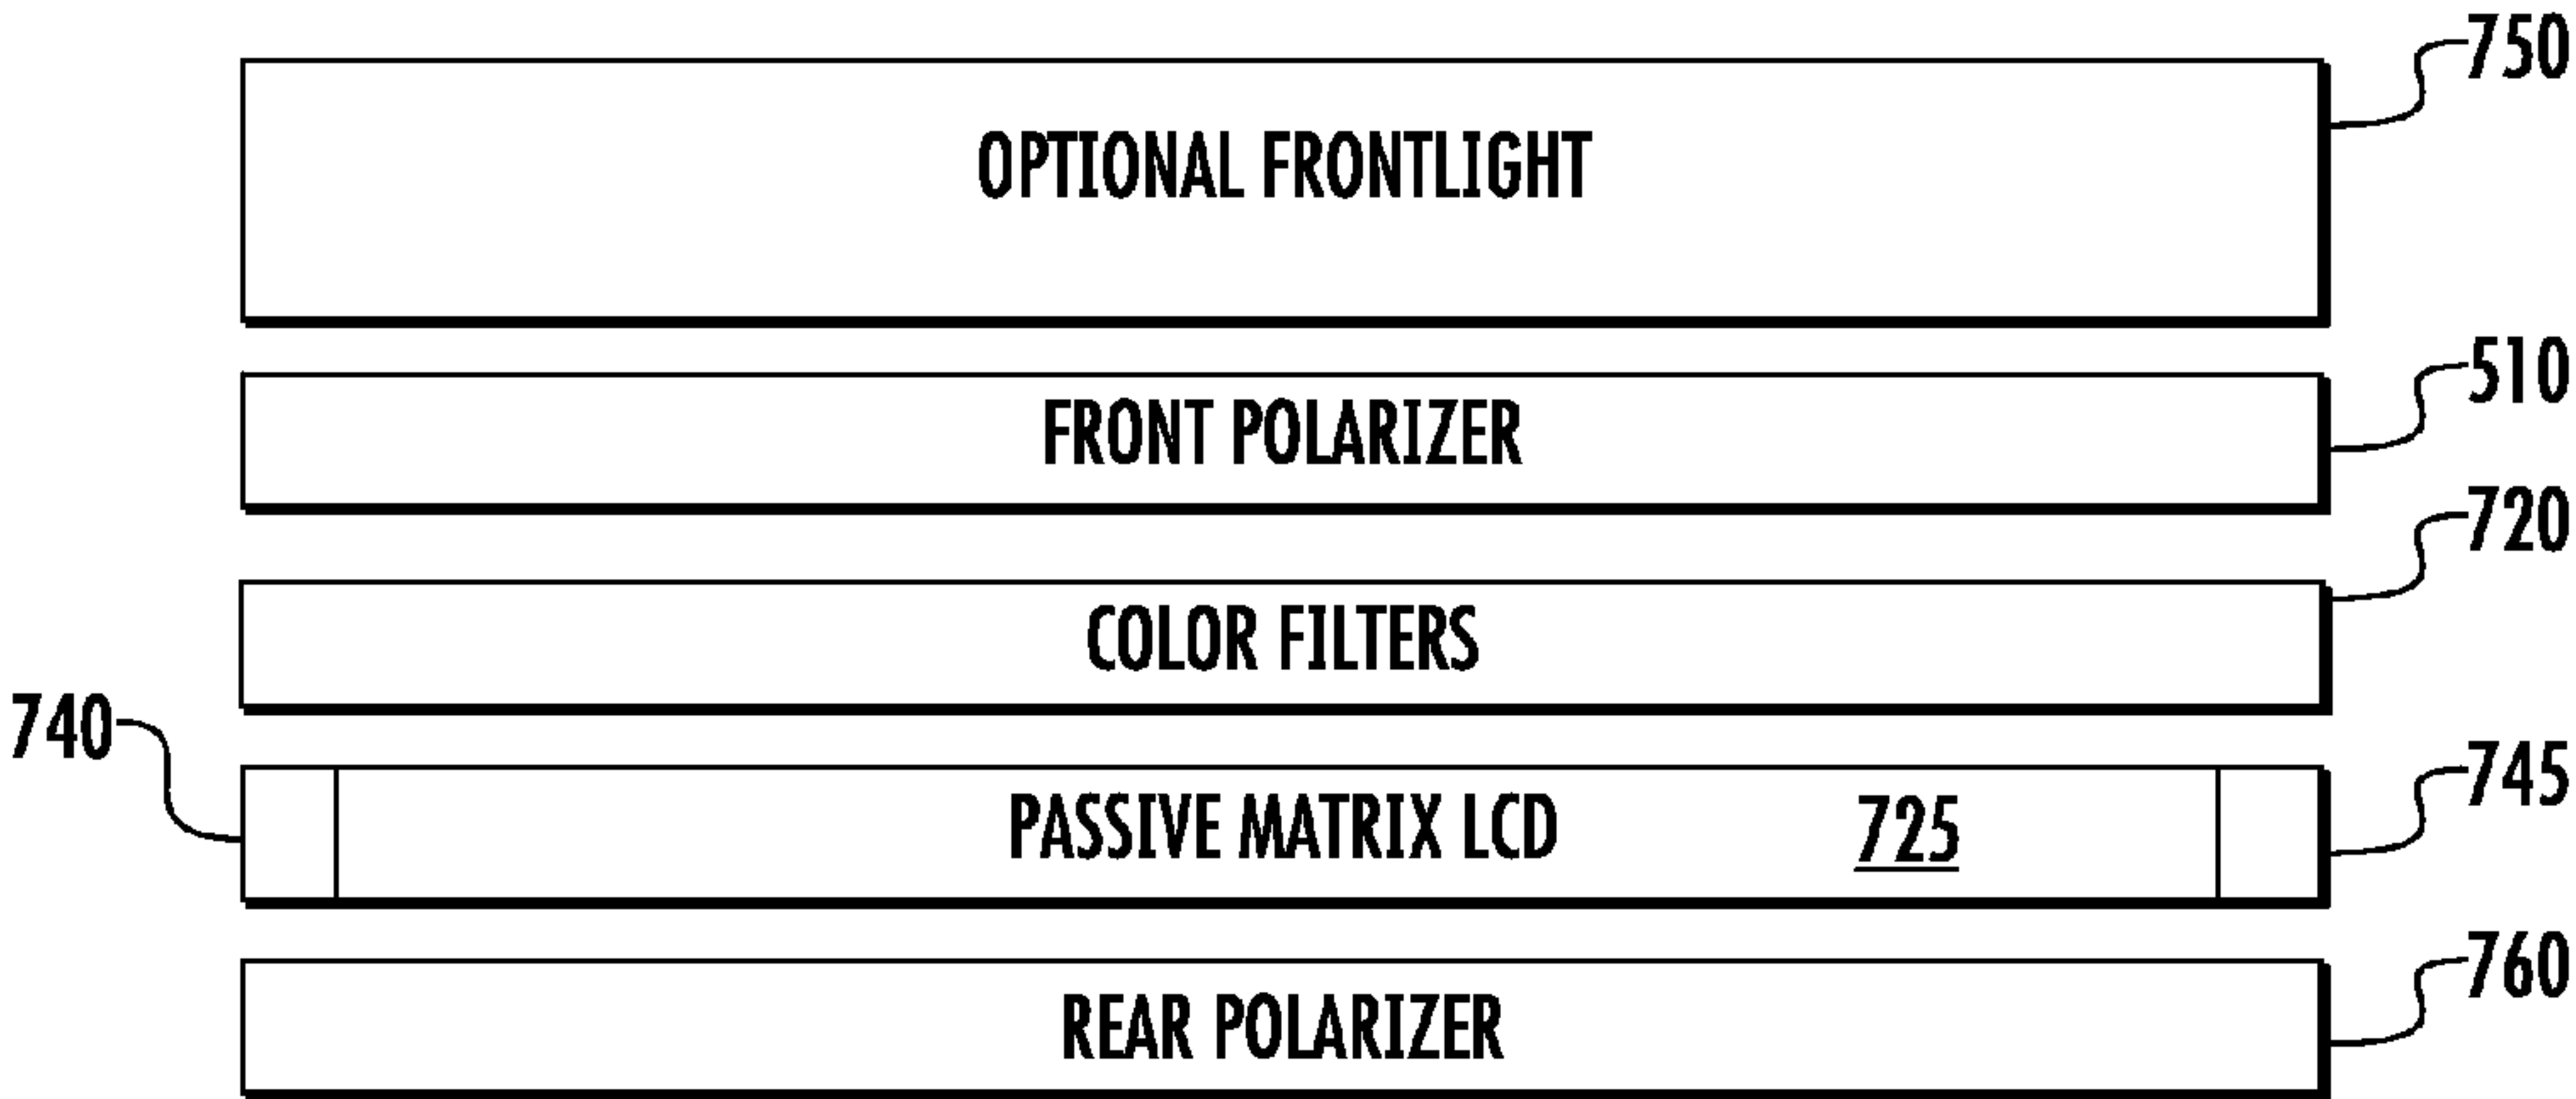 750
OPTIONAL FRONTLIGHT
510
FRONT POLARIZER
720
COLOR FILTERS
740
745
PASSIVE MATRIX LCD 725
760
REAR POLARIZER